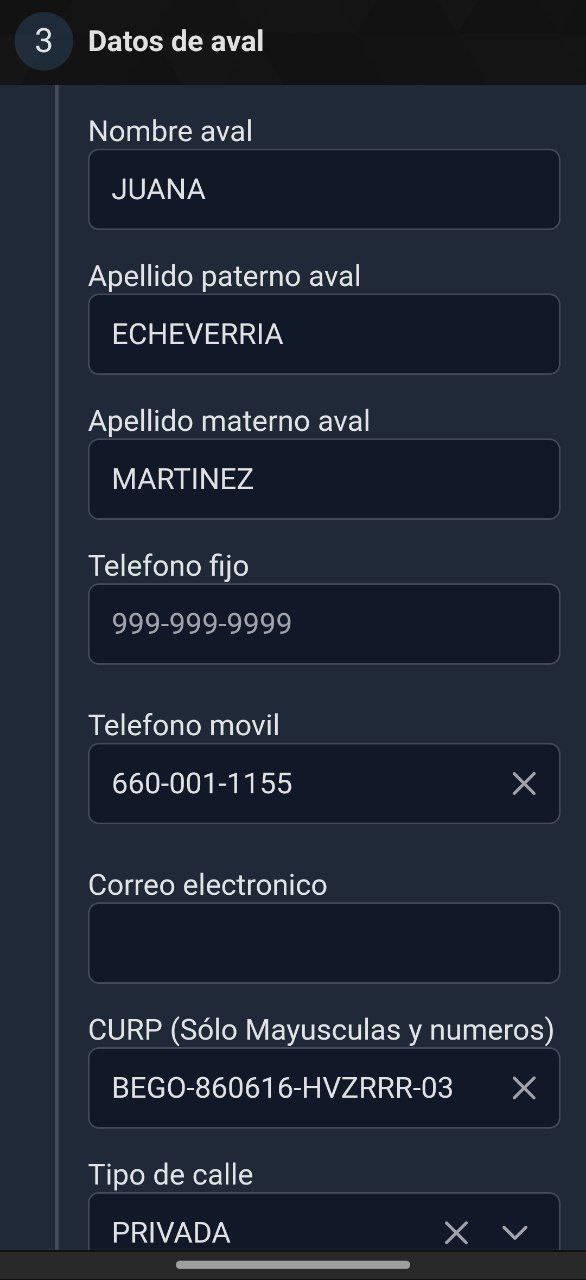 3 Datos de aval
Nombre aval
JUANA
Apellido paterno aval
ECHEVERRIA
Apellido materno aval
MARTINEZ
Telefono fijo
999-999-9999
Telefono movil
660-001-1155
Correo electronico
CURP (Sólo Mayusculas y numeros)
BEGO-860616-HVZRRR-03
Tipo de calle
PRIVADA